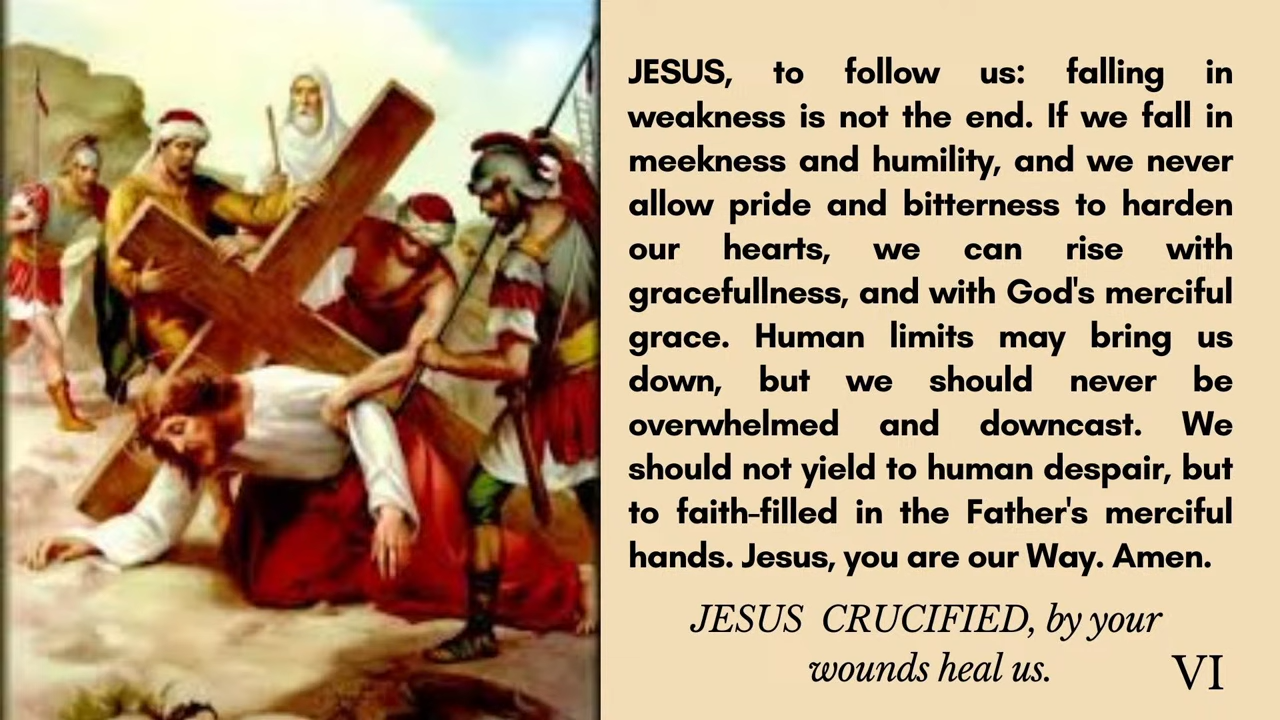 JESUS, to follow us: falling in
weakness is not the end. If we fall in
meekness and humility, and we never
allow pride and bitterness to harden
our hearts, we can rise with
gracefullness, and with God's merciful
grace. Human limits may bring us
down, but we should never be
overwhelmed and downcast. We
should not yield to human despair, but
to faith-filled in the Father's merciful
hands. Jesus, you are our Way. Amen.
JESUS CRUCIFIED, by your
wounds heal us.
VI